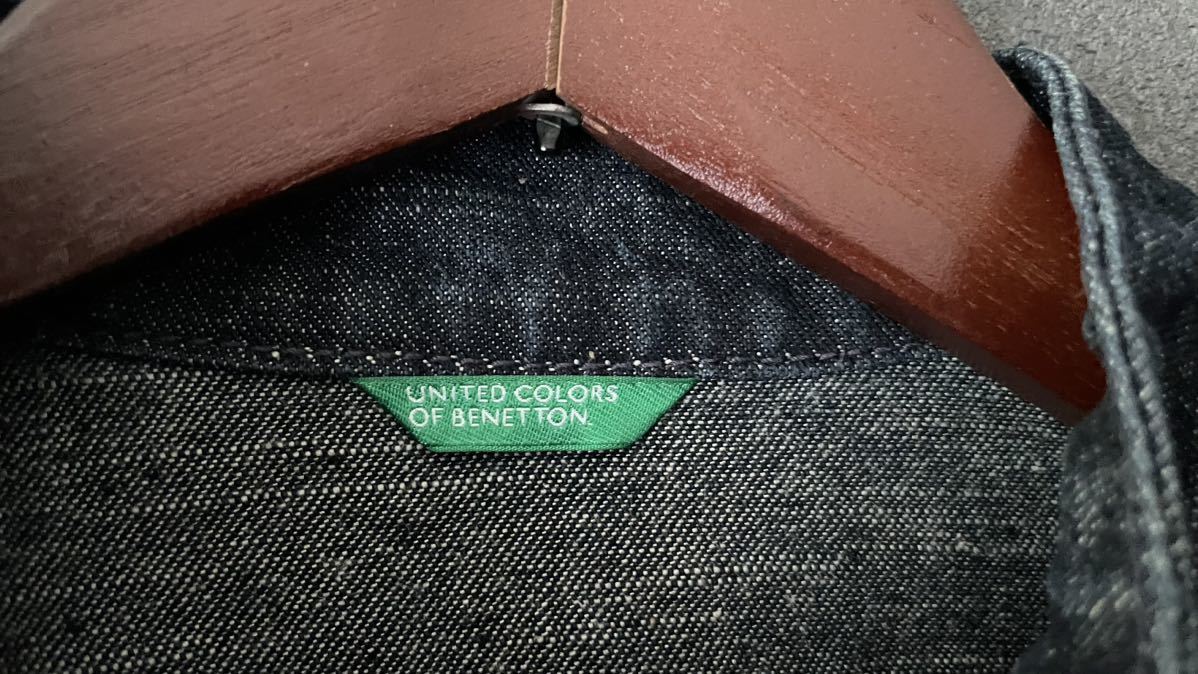 UNITED COLORS
OF BENETTON.